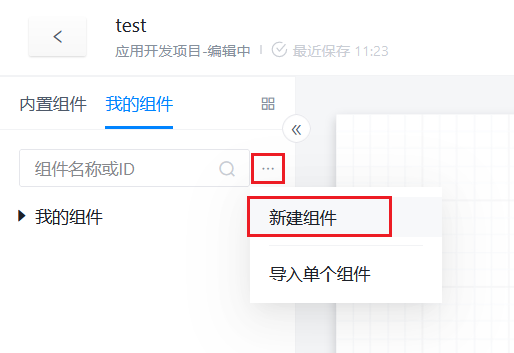 test
应用开发项目-编辑中 最近保存 11:23
内置组件 我的组件
组件名称或ID
我的组件
新建组件
导入单个组件